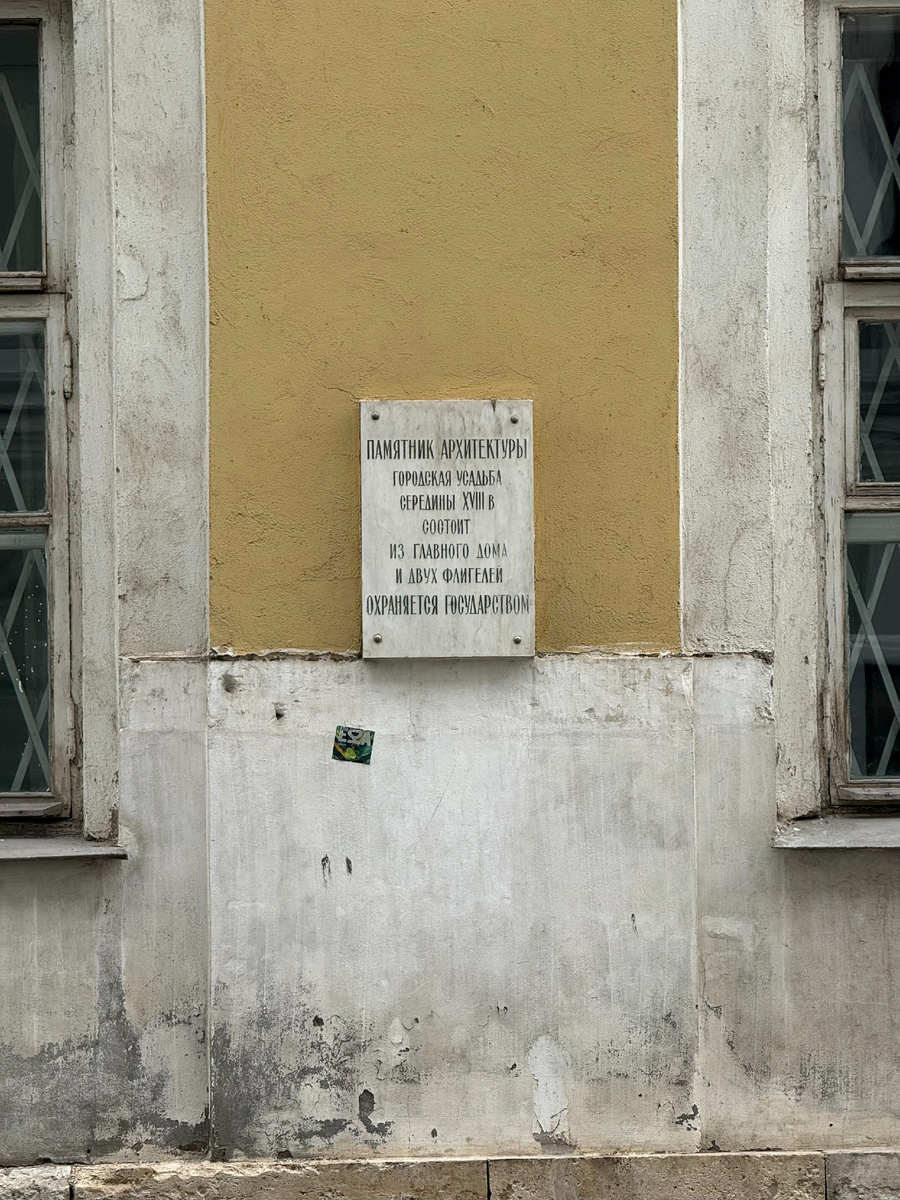 ПАМЯТНИК АРХИТЕКТУРЫ
ГОРОДСКАЯ УСАДЬБА
СЕРЕДИНЫ XVIII В
СОСТОИТ
ИЗ ГЛАВНОГО ДОМА
И ДВУХ ФЛИГЕЛЕЙ
ОХРАНЯЕТСЯ ГОСУДАРСТВОМ